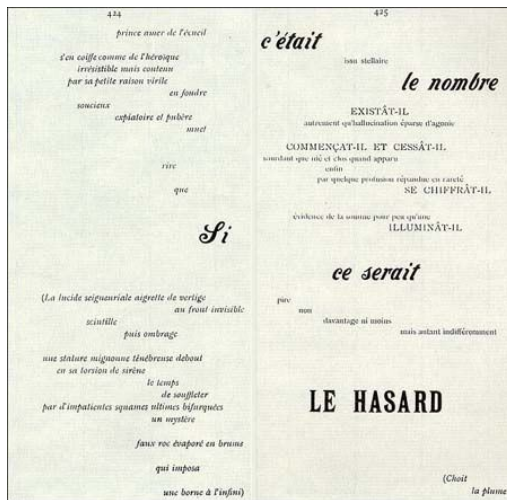 424
prince amer de l'écueil
s'en coiffe comme de l'héroïque
irrésistible mais contenu
par sa petite raison virile
en foudre
soucieux
expiatoire et pubère
muet
rire
que
Si
(La lucide seigneuriale aigrette de vertige
au front invisible
scintille
puis ombrage
une stature mignonne ténébreuse debout
en sa torsion de sirène
le temps
de souffleter
par d'impatientes squames ultimes bifurquées
un mystère
faux roc évaporé en brume
qui imposa
une borne à l'infini)
425
c'était
issu stellaire
le nombre
EXISTÂT-IL
autrement qu'hallucination éparse d'agonie
COMMENÇAT-IL ET CESSÂT-IL
sourdant que nié et clos quand apparu
enfin
par quelque profusion répandue en rareté
SE CHIFFRÂT-IL
évidence de la somme pour peu qu'une
ILLUMINÂT-IL
ce serait
pire
non
davantage ni moins
mais autant indifféremment
LE HASARD
(Choit
la plume